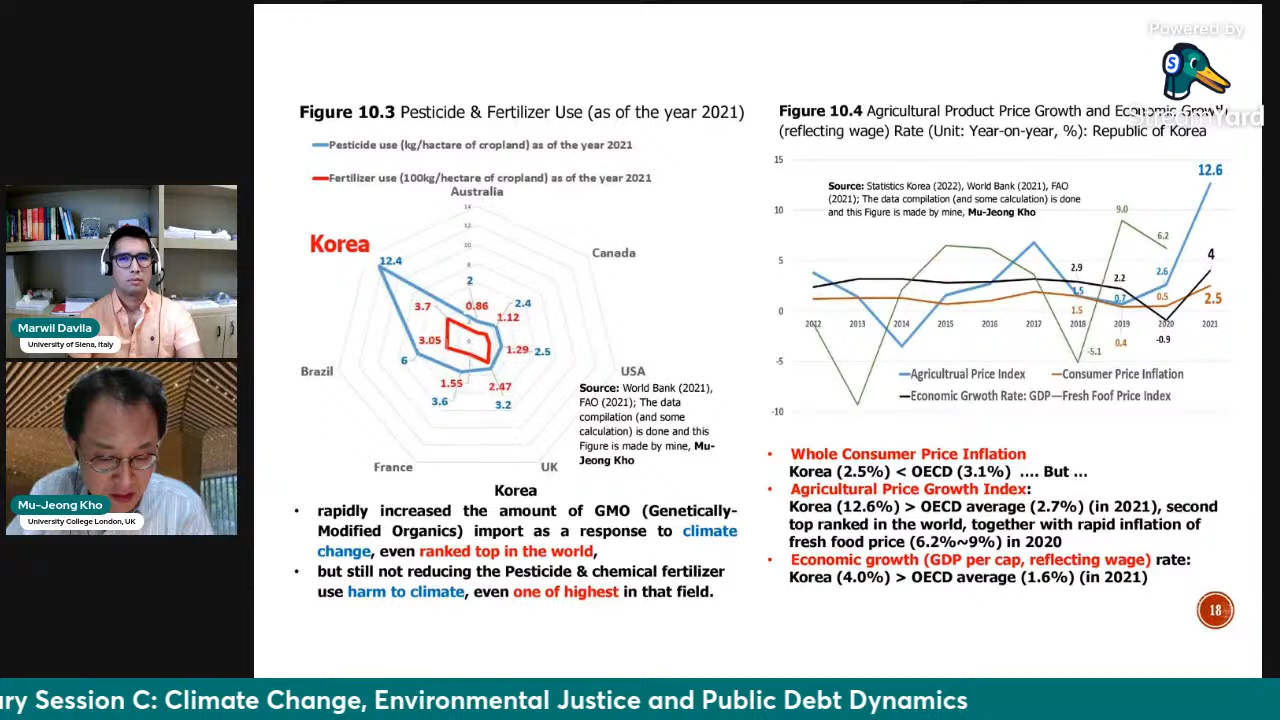 Powered by
StreamYard
Figure 10.3 Pesticide & Fertilizer Use (as of the year 2021)
Pesticide use (kg/hactare of cropland) as of the year 2021
Fertilizer use (100kg/hectare of cropland) as of the year 2021
Australia
14
12
10
8
2
Korea
Canada
12.4
2
2.4
3.7
0.86
1.12
3.05
1.29
2.5
6
1.55
2.47
3.6
3.2
Brazil
USA
France
UK
Source: World Bank (2021),
FAO (2021); The data
compilation (and some
calculation) is done and this
Figure is made by mine, Mu-
Jeong Kho
Korea
• rapidly increased the amount of GMO (Genetically-
Modified Organics) import as a response to climate
change, even ranked top in the world,
• but still not reducing the Pesticide & chemical fertilizer
use harm to climate, even one of highest in that field.
Figure 10.4 Agricultural Product Price Growth and Economic Growth
(reflecting wage) Rate (Unit: Year-on-year, %): Republic of Korea
15
10
5
0
-5
-10
Source: Statistics Korea (2022), World Bank (2021), FAO
(2021); The data compilation (and some calculation) is done
and this Figure is made by mine, Mu-Jeong Kho
12.6
9.0
6.2
4
2.9
2.2
2.6
1.5
0.7
0.5
2.5
1.5
0.4
-0.9
-5.1
2012 2013 2014 2015 2016 2017 2018 2019 2020 2021
Agricultrual Price Index
Consumer Price Inflation
Economic Grwoth Rate: GDP
Fresh Foof Price Index
• Whole Consumer Price Inflation
Korea (2.5%) < OECD (3.1%) .... But ...
• Agricultural Price Growth Index:
Korea (12.6%) > OECD average (2.7%) (in 2021), second
top ranked in the world, together with rapid inflation of
fresh food price (6.2%~9%) in 2020
• Economic growth (GDP per cap, reflecting wage) rate:
Korea (4.0%) > OECD average (1.6%) (in 2021)
18
Marwil Davila
University of Siena, Italy
Mu-Jeong Kho
University College London, UK
ry Session C: Climate Change, Environmental Justice and Public Debt Dynamics